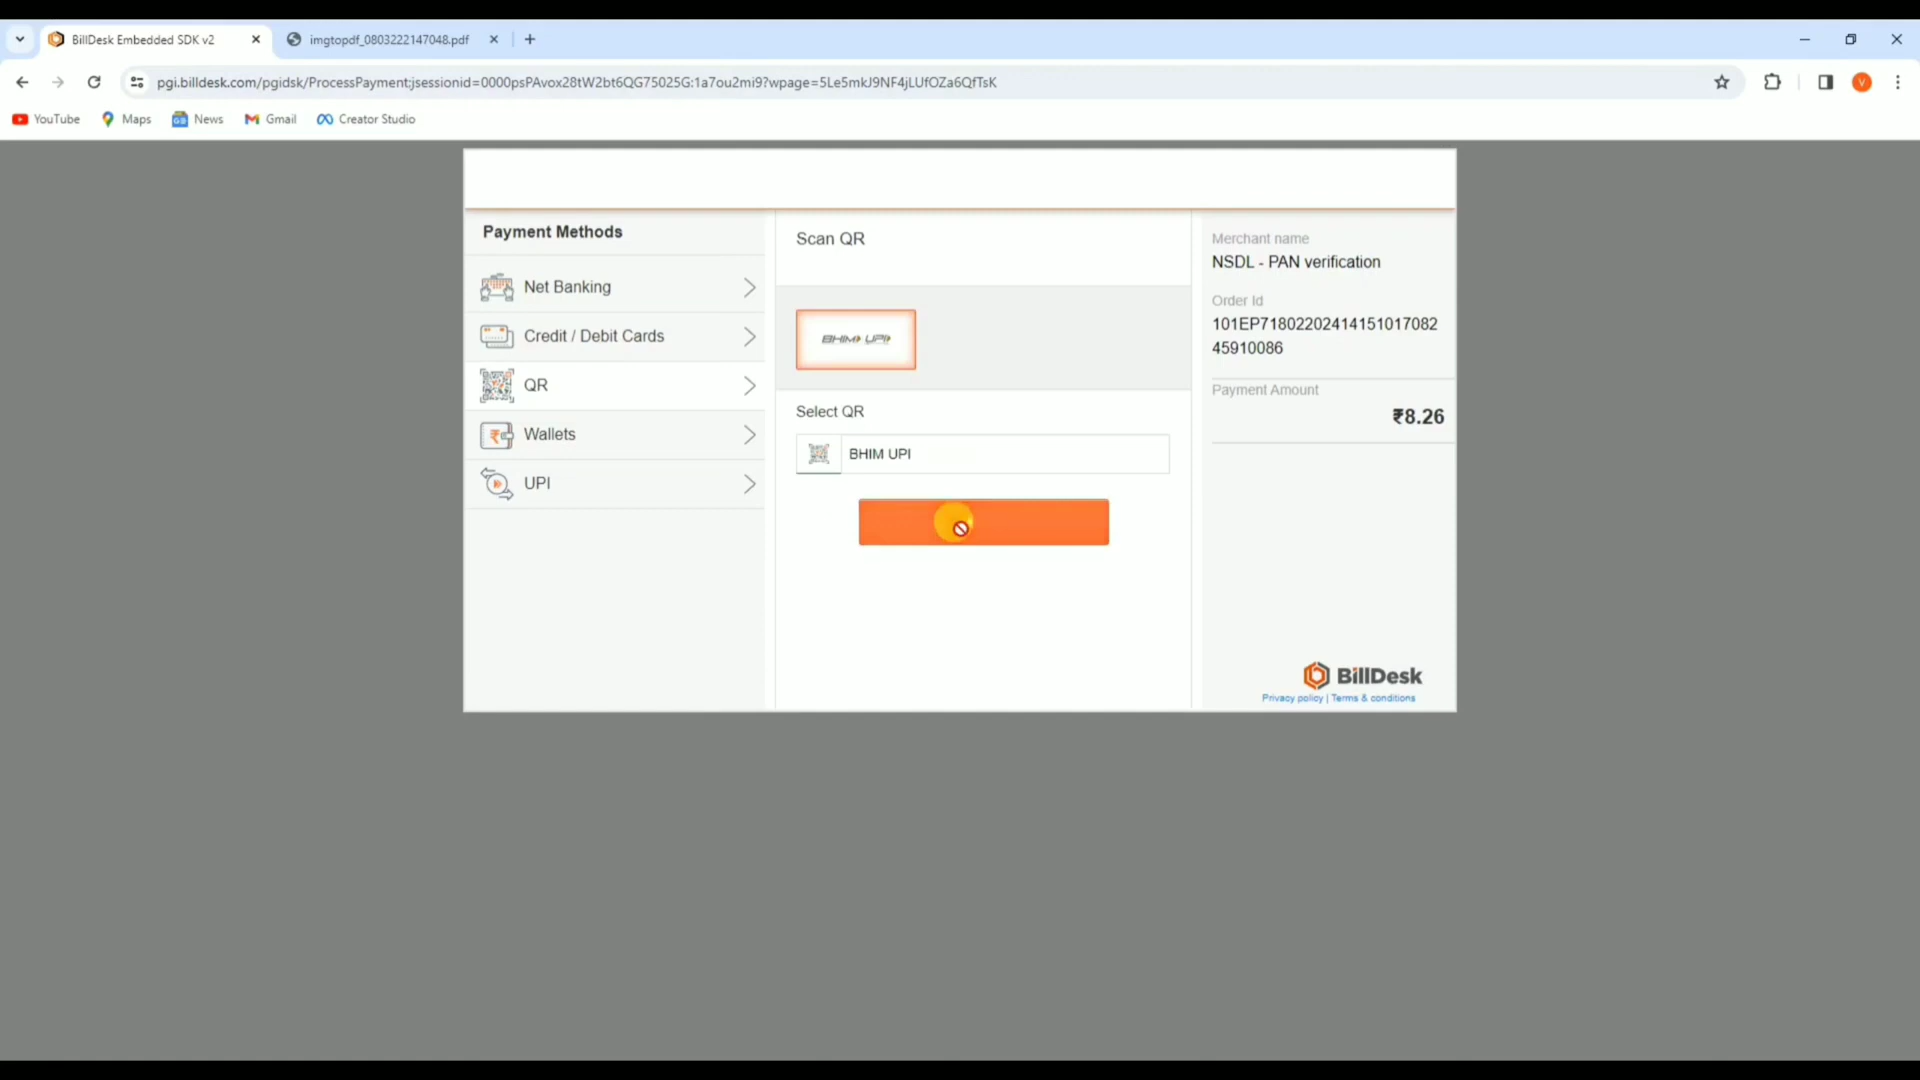 BillDesk Embedded SDK v2
imgtopdf_0803222147048.pdf
pgi.billdesk.com/pgidsk/ProcessPayment;jsessionid=0000psPAvox28tW2bt6QG75025G:1a7ou2mi9?wpage=5Le5mkJ9NF4jLUfOZa6QfTsK
V
YouTube
Maps
News
Gmail
Creator Studio
Payment Methods
Net Banking
Credit / Debit Cards
QR
Wallets
UPI
Scan QR
BHIM UPI
Select QR
BHIM UPI
Merchant name
NSDL - PAN verification
Order Id
101EP71802202414151017082
45910086
Payment Amount
₹8.26
BillDesk
Privacy policy | Terms & conditions